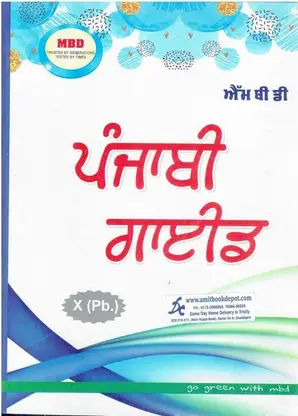 MBD
TRUSTED BY GENERATIONS
TESTED BY TIMES
ਐੱਮ ਬੀ ਡੀ
ਪੰਜਾਬੀ
ਗਾਈਡ
X (Pb.)
www.amitbookdepot.com
Same Day Home Delivery in Tricity
go green with mbd